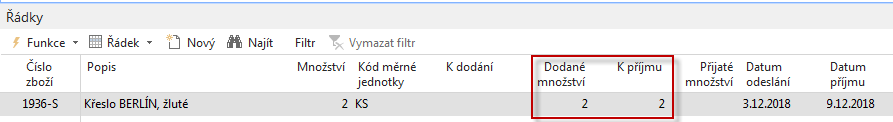 Řádky
Funkce Řádek Nový Najít Filtr Vymazat filtr
Číslo zboží Popis Množství Kód měrné jednotky K dodání Dodané množství K příjmu Přijaté množství Datum odeslání Datum příjmu
1936-S Křeslo BERLÍN, žluté 2 KS 2 2 3.12.2018 9.12.2018